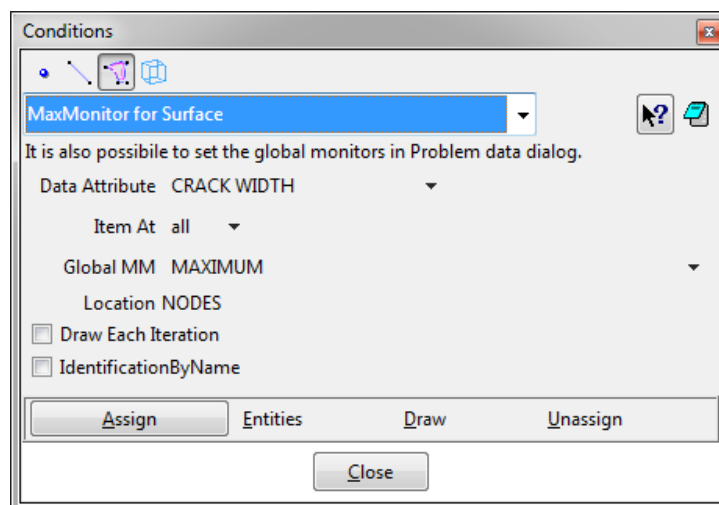 Conditions
MaxMonitor for Surface
?
It is also possibile to set the global monitors in Problem data dialog.
Data Attribute CRACK WIDTH
Item At all
Global MM MAXIMUM
Location NODES
Draw Each Iteration
IdentificationByName
Assign Entities Draw Unassign
Close